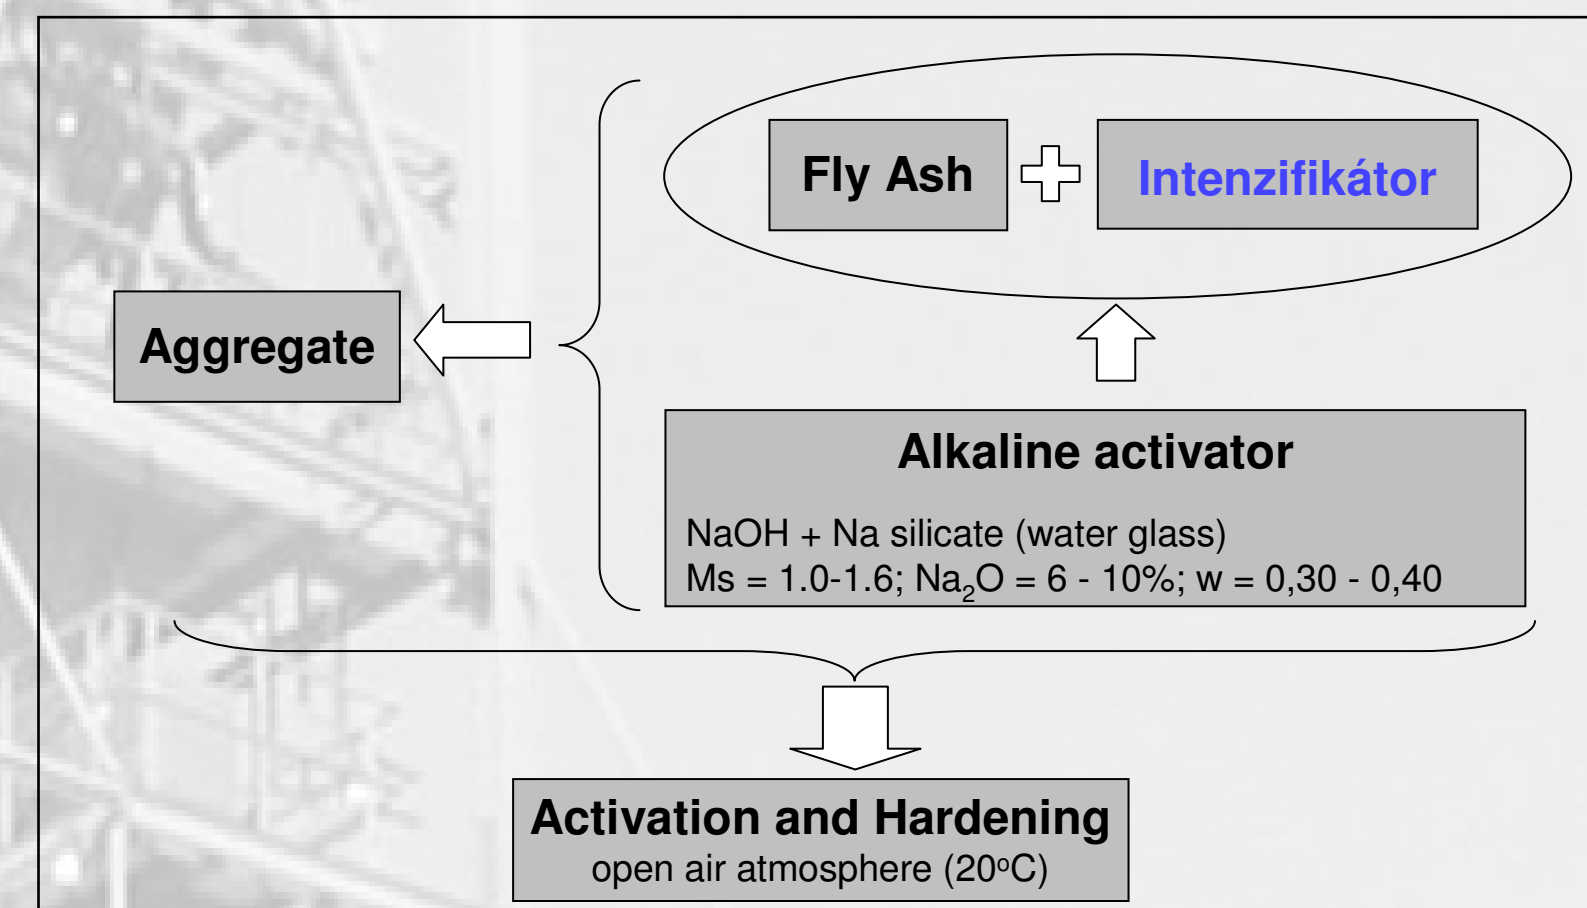 Fly Ash
Intenzifikátor
Aggregate
Alkaline activator
NaOH + Na silicate (water glass)
Ms = 1.0-1.6; Na₂O = 6 - 10%; w = 0,30 - 0,40
Activation and Hardening
open air atmosphere (20ºC)